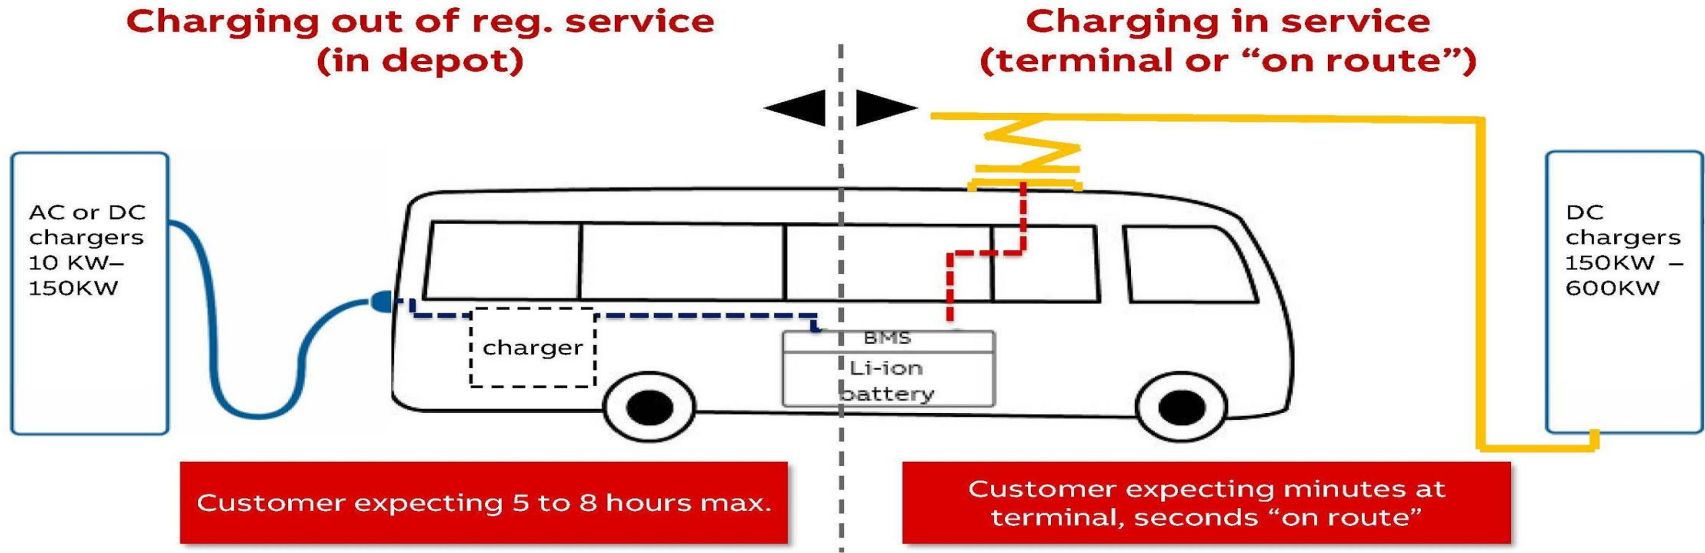 Charging out of reg. service
(in depot)
Charging in service
(terminal or “on route”)
AC or DC
chargers
10 KW–
150KW
charger
BMS
Li-ion
battery
DC
chargers
150KW –
600KW
Customer expecting 5 to 8 hours max.
Customer expecting minutes at
terminal, seconds “on route”